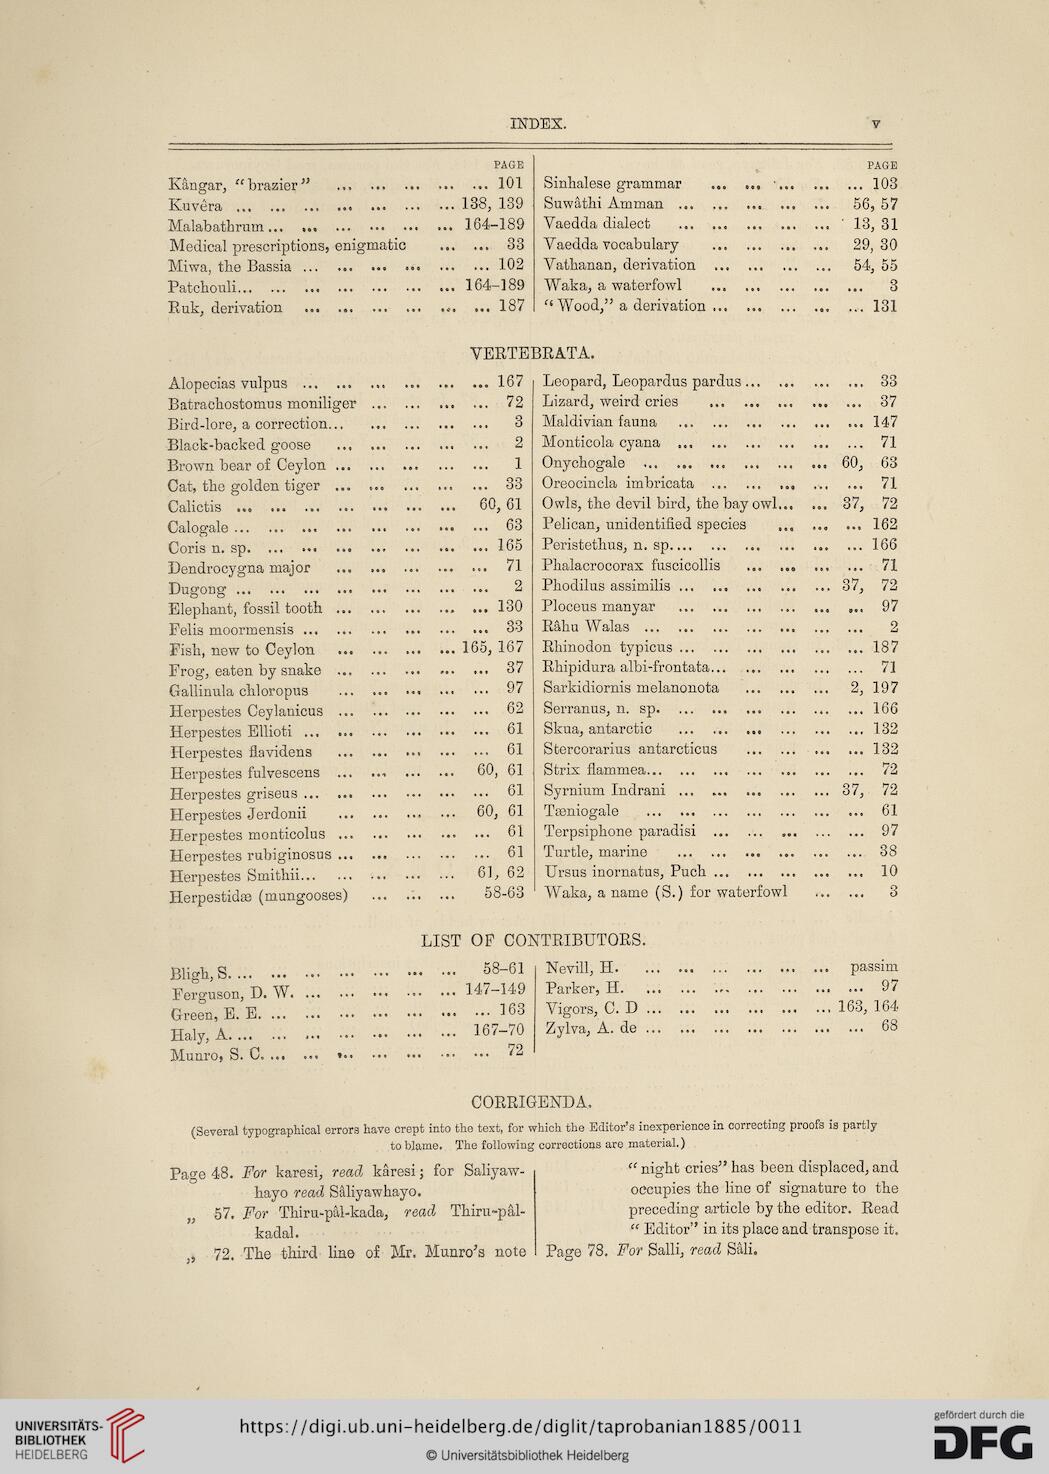 INDEX. v
PAGE
Kângar, “brazier” ... ... ... ... ... 101
Kuvêra ... ... ... ... ... ... ... 138, 139
Malabathrum ... ... ... ... ... ... 164-189
Medical prescriptions, enigmatic ... ... 33
Miwa, the Bassia ... ... ... ... ... ... 102
Patchouli... ... ... ... ... ... ... 164-189
Ruk, derivation ... ... ... ... ... ... 187
PAGE
Sinhalese grammar ... ... ... ... ... 103
Suwâthi Amman ... ... ... ... ... 56, 57
Vaedda dialect ... ... ... ... ... 13, 31
Vaedda vocabulary ... ... ... ... 29, 30
Vathanan, derivation ... ... ... ... 54, 55
Waka, a waterfowl ... ... ... ... ... 3
“Wood,” a derivation ... ... ... ... ... 131
VERTEBRATA.
Alopecias vulpus ... ... ... ... ... ... 167
Batrachostomus moniliger ... ... ... ... 72
Bird-lore, a correction... ... ... ... ... 3
Black-backed goose ... ... ... ... ... 2
Brown bear of Ceylon ... ... ... ... ... 1
Cat, the golden tiger ... ... ... ... ... 33
Calictis ... ... ... ... ... ... ... 60, 61
Calogale ... ... ... ... ... ... ... ... 63
Coris n. sp. ... ... ... ... ... ... ... 165
Dendrocygna major ... ... ... ... ... 71
Dugong ... ... ... ... ... ... ... ... 2
Elephant, fossil tooth ... ... ... ... ... 130
Felis moormensis ... ... ... ... ... ... 33
Fish, new to Ceylon ... ... ... ... 165, 167
Frog, eaten by snake ... ... ... ... ... 37
Gallinula chloropus ... ... ... ... ... 97
Herpestes Ceylanicus ... ... ... ... ... 62
Herpestes Ellioti ... ... ... ... ... ... 61
Herpestes flavidens ... ... ... ... ... 61
Herpestes fulvescens ... ... ... ... 60, 61
Herpestes griseus ... ... ... ... ... ... 61
Herpestes Jerdonii ... ... ... ... 60, 61
Herpestes monticolus ... ... ... ... ... 61
Herpestes rubiginosus ... ... ... ... ... 61
Herpestes Smithii... ... ... ... ... 61, 62
Herpestidæ (mungooses) ... ... ... 58-63
Leopard, Leopardus pardus ... ... ... ... 33
Lizard, weird cries ... ... ... ... ... 37
Maldivian fauna ... ... ... ... ... ... 147
Monticola cyana ... ... ... ... ... ... 71
Onychogale ... ... ... ... ... ... 60, 63
Oreocincla imbricata ... ... ... ... ... 71
Owls, the devil bird, the bay owl... ... 37, 72
Pelican, unidentified species ... ... ... 162
Peristethus, n. sp.... ... ... ... ... ... 166
Phalacrocorax fuscicollis ... ... ... ... 71
Phodilus assimilis ... ... ... ... ... 37, 72
Ploceus manyar ... ... ... ... ... ... 97
Râhu Walas ... ... ... ... ... ... ... 2
Rhinodon typicus ... ... ... ... ... ... 187
Rhipidura albi-frontata... ... ... ... ... 71
Sarkidiornis melanonota ... ... ... 2, 197
Serranus, n. sp. ... ... ... ... ... ... 166
Skua, antarctic ... ... ... ... ... ... 132
Stercorarius antarcticus ... ... ... ... 132
Strix flammea... ... ... ... ... ... ... 72
Syrnium Indrani ... ... ... ... ... 37, 72
Tæniogale ... ... ... ... ... ... ... 61
Terpsiphone paradisi ... ... ... ... ... 97
Turtle, marine ... ... ... ... ... ... 38
Ursus inornatus, Puch ... ... ... ... ... 10
Waka, a name (S.) for waterfowl ... ... 3
LIST OF CONTRIBUTORS.
Bligh, S. ... ... ... ... ... ... ... 58-61
Ferguson, D. W. ... ... ... ... ... 147-149
Green, E. E. ... ... ... ... ... ... ... 163
Haly, A. ... ... ... ... ... ... ... 167-70
Munro, S. C. ... ... ... ... ... ... ... 72
Nevill, H. ... ... ... ... ... ... passim
Parker, H. ... ... ... ... ... ... ... 97
Vigors, C. D ... ... ... ... ... ... 163, 164
Zylva, A. de ... ... ... ... ... ... ... 68
CORRIGENDA.
(Several typographical errors have crept into the text, for which the Editor's inexperience in correcting proofs is partly
to blame. The following corrections are material.)
Page 48. For karesi, read kâresi; for Saliyaw-
hayo read Sâliyawhayo.
„ 57. For Thiru-pâl-kada, read Thiru-pâl-
kadal.
„ 72. The third line of Mr. Munro's note
“night cries” has been displaced, and
occupies the line of signature to the
preceding article by the editor. Read
“Editor” in its place and transpose it.
Page 78. For Salli, read Sâli.
UNIVERSITÄTS-
BIBLIOTHEK
HEIDELBERG
https://digi.ub.uni-heidelberg.de/diglit/taprobanian1885/0011
© Universitätsbibliothek Heidelberg
gefördert durch die
DFG